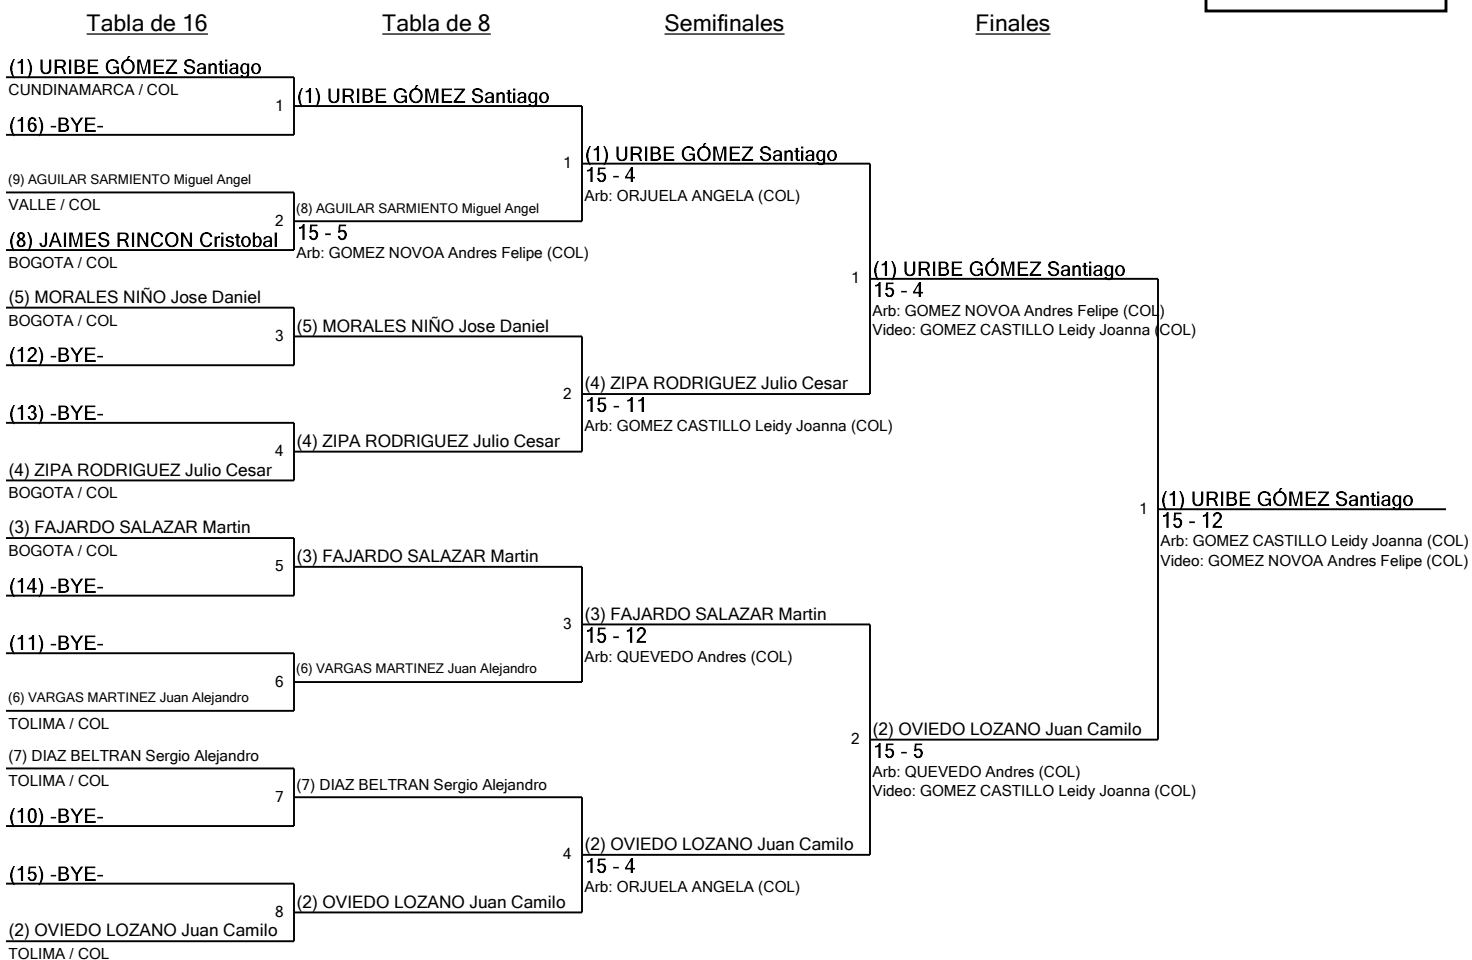 Tabla de 16
Tabla de 8
Semifinales
Finales
(1) URIBE GÓMEZ Santiago
CUNDINAMARCA / COL
1
(16) -BYE-
(9) AGUILAR SARMIENTO Miguel Angel
VALLE / COL
2
(8) JAIMES RINCON Cristobal
BOGOTA / COL
(5) MORALES NIÑO Jose Daniel
BOGOTA / COL
3
(12) -BYE-
(13) -BYE-
4
(4) ZIPA RODRIGUEZ Julio Cesar
BOGOTA / COL
(3) FAJARDO SALAZAR Martin
BOGOTA / COL
5
(14) -BYE-
(11) -BYE-
6
(6) VARGAS MARTINEZ Juan Alejandro
TOLIMA / COL
(7) DIAZ BELTRAN Sergio Alejandro
TOLIMA / COL
7
(10) -BYE-
(15) -BYE-
8
(2) OVIEDO LOZANO Juan Camilo
TOLIMA / COL
(1) URIBE GÓMEZ Santiago
1
(8) AGUILAR SARMIENTO Miguel Angel
15 - 5
Arb: GOMEZ NOVOA Andres Felipe (COL)
(5) MORALES NIÑO Jose Daniel
2
(4) ZIPA RODRIGUEZ Julio Cesar
(3) FAJARDO SALAZAR Martin
3
(6) VARGAS MARTINEZ Juan Alejandro
(7) DIAZ BELTRAN Sergio Alejandro
4
(2) OVIEDO LOZANO Juan Camilo
(1) URIBE GÓMEZ Santiago
15 - 4
Arb: ORJUELA ANGELA (COL)
1
(4) ZIPA RODRIGUEZ Julio Cesar
15 - 11
Arb: GOMEZ CASTILLO Leidy Joanna (COL)
(3) FAJARDO SALAZAR Martin
15 - 12
Arb: QUEVEDO Andres (COL)
2
(2) OVIEDO LOZANO Juan Camilo
15 - 4
Arb: ORJUELA ANGELA (COL)
(1) URIBE GÓMEZ Santiago
15 - 4
Arb: GOMEZ NOVOA Andres Felipe (COL)
Video: GOMEZ CASTILLO Leidy Joanna (COL)
1
(2) OVIEDO LOZANO Juan Camilo
15 - 5
Arb: QUEVEDO Andres (COL)
Video: GOMEZ CASTILLO Leidy Joanna (COL)
(1) URIBE GÓMEZ Santiago
15 - 12
Arb: GOMEZ CASTILLO Leidy Joanna (COL)
Video: GOMEZ NOVOA Andres Felipe (COL)